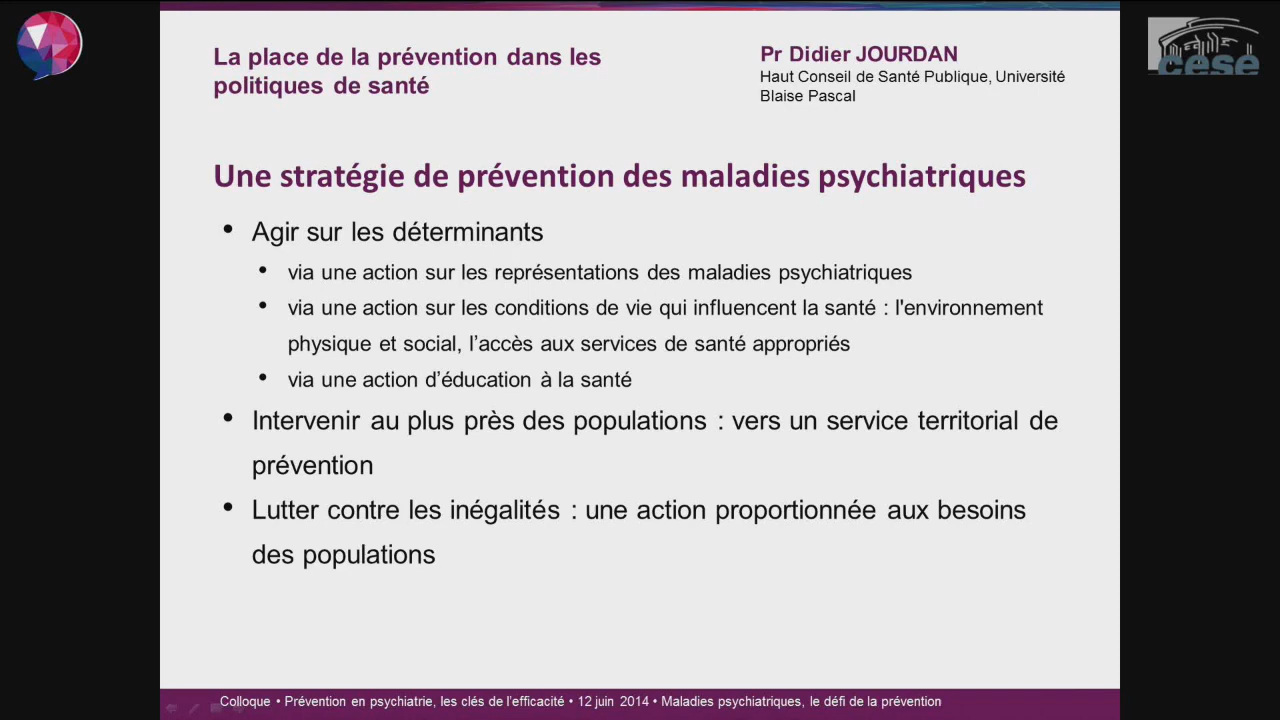 La place de la prévention dans les
politiques de santé
Pr Didier JOURDAN
Haut Conseil de Santé Publique, Université
Blaise Pascal
cese
Une stratégie de prévention des maladies psychiatriques
• Agir sur les déterminants
• via une action sur les représentations des maladies psychiatriques
• via une action sur les conditions de vie qui influencent la santé : l'environnement
physique et social, l’accès aux services de santé appropriés
• via une action d’éducation à la santé
• Intervenir au plus près des populations : vers un service territorial de
prévention
• Lutter contre les inégalités : une action proportionnée aux besoins
des populations
Colloque • Prévention en psychiatrie, les clés de l’efficacité • 12 juin 2014 • Maladies psychiatriques, le défi de la prévention